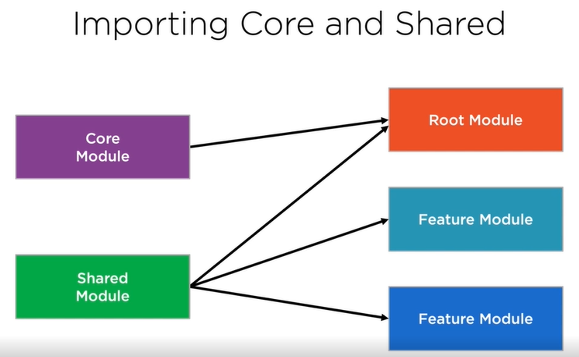 Importing Core and Shared
Core
Module
Root Module
Feature Module
Shared
Module
Feature Module